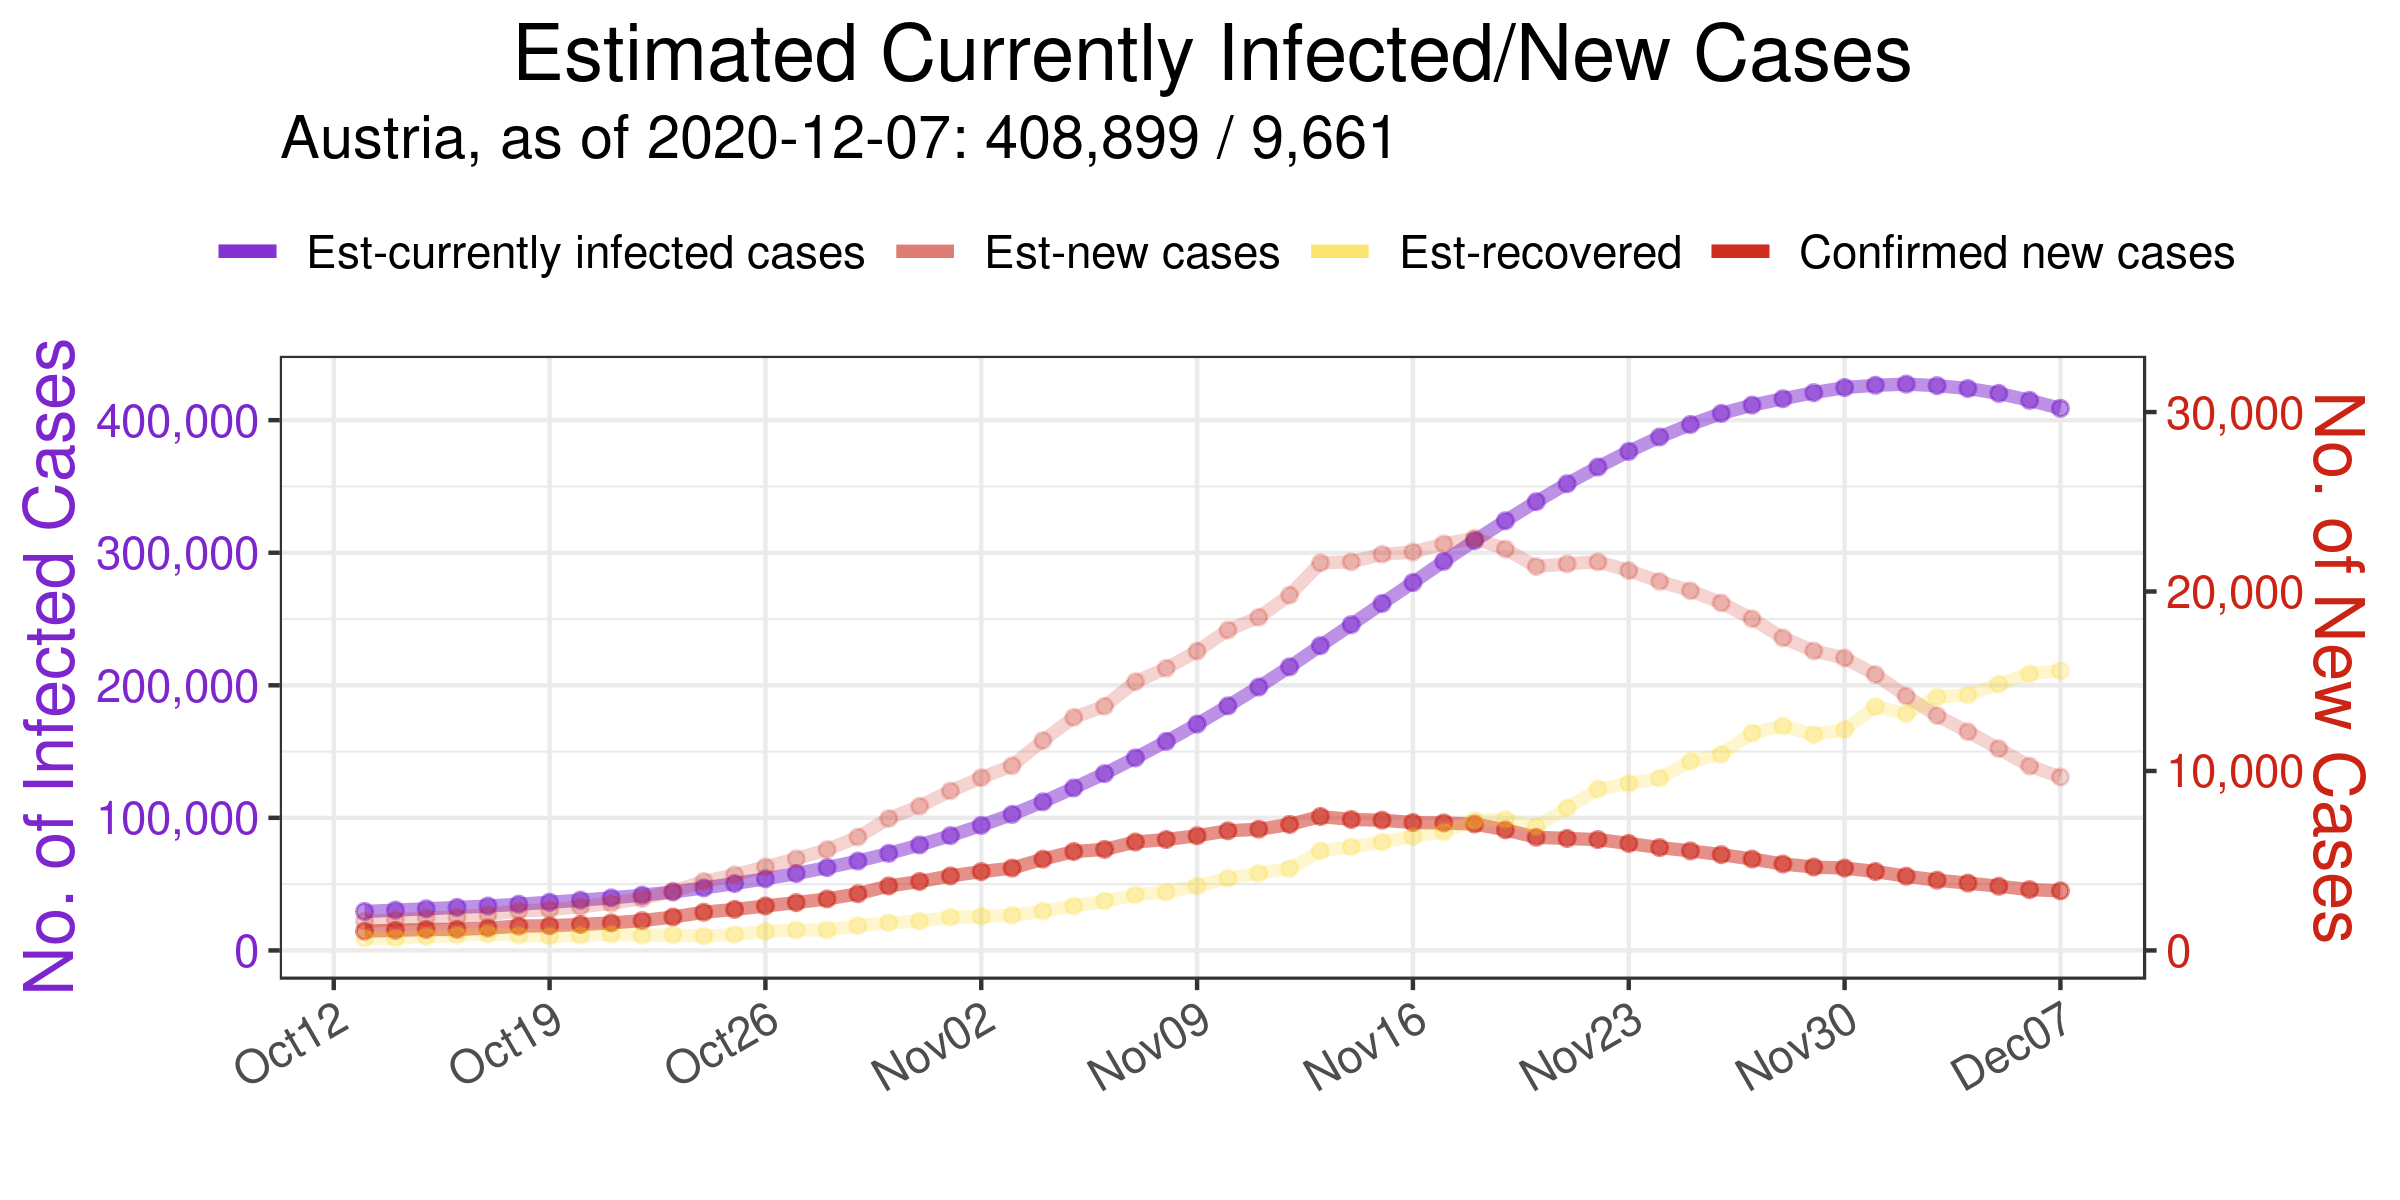 Estimated Currently Infected/New Cases
Austria, as of 2020-12-07: 408,899 / 9,661
Est-currently infected cases Est-new cases Est-recovered Confirmed new cases
No. of Infected Cases
400,000
300,000
200,000
100,000
0
30,000
20,000
10,000
0
No. of New Cases
Oct12 Oct19 Oct26 Nov02 Nov09 Nov16 Nov23 Nov30 Dec07